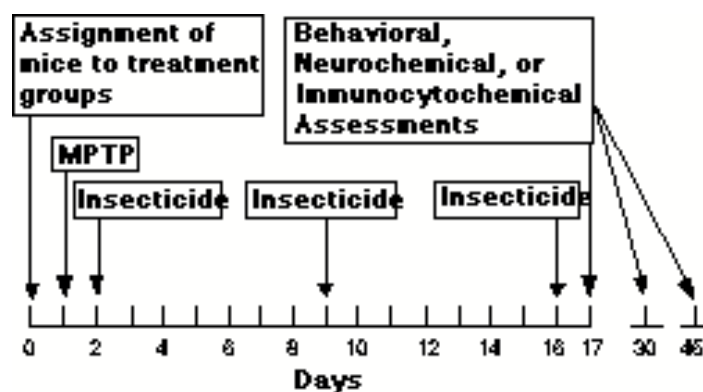 Assignment of
mice to treatment
groups
Behavioral,
Neurochemical, or
Immunocytochemical
Assessments
MPTP
Insecticide Insecticide Insecticide
0 2 4 6 8 10 12 14 16 17 30 45
Days